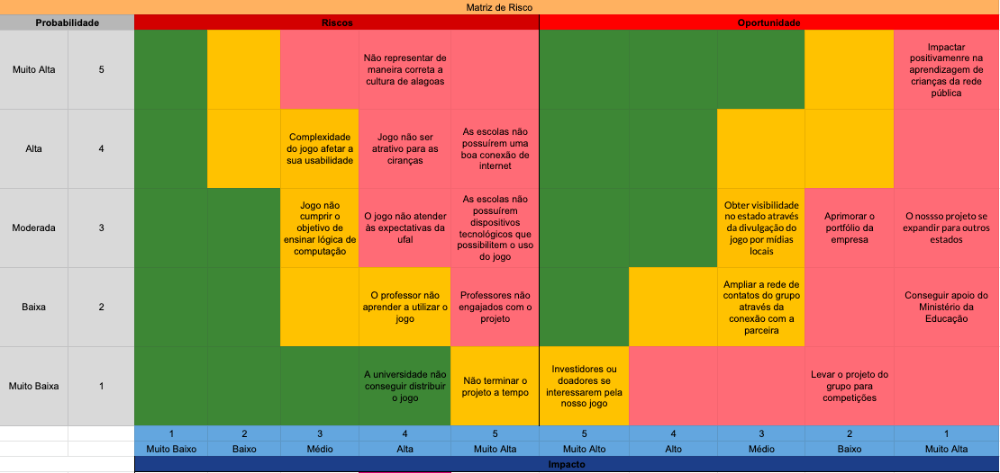 Matriz de Risco
Probabilidade
Riscos
Oportunidade
Muito Alta
5
Não representar de
maneira correta a
cultura de alagoas
Impactar
positivamenre na
aprendizagem de
crianças da rede
pública
Alta
4
Complexidade
do jogo afetar a
sua usabilidade
Jogo não ser
atrativo para as
ciranças
As escolas não
possuírem uma
boa conexão de
internet
Moderada
3
Jogo não
cumprir o
objetivo de
ensinar lógica de
computação
O jogo não atender
às expectativas da
ufal
As escolas não
possuírem
dispositivos
tecnológicos que
possibilitem o uso
do jogo
Obter visibilidade
no estado através
da divulgação do
jogo por mídias
locais
Aprimorar o
portfólio da
empresa
O nossso projeto se
expandir para outros
estados
Baixa
2
O professor não
aprender a utilizar o
jogo
Professores não
engajados com o
projeto
Ampliar a rede de
contatos do grupo
através da
conexão com a
parceira
Conseguir apoio do
Ministério da
Educação
Muito Baixa
1
A universidade não
conseguir distribuir
o jogo
Não terminar o
projeto a tempo
Investidores ou
doadores se
interessarem pela
nosso jogo
Levar o projeto do
grupo para
competições
1 2 3 4 5 5 4 3 2 1
Muito Baixo Baixo Médio Alta Muito Alta Muito Alto Alto Médio Baixo Muito Alta
Impacto